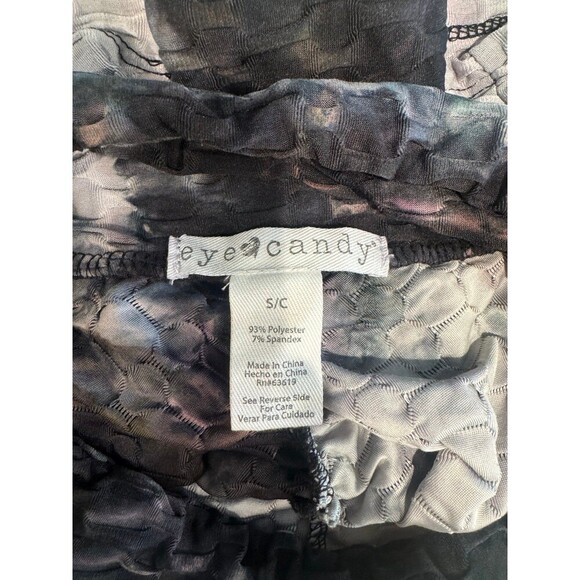 eye candy®
S/C
93% Polyester
7% Spandex
Made In China
Hecho en China
Rn#63619
See Reverse Side
For Care
Verar Para Cuidado